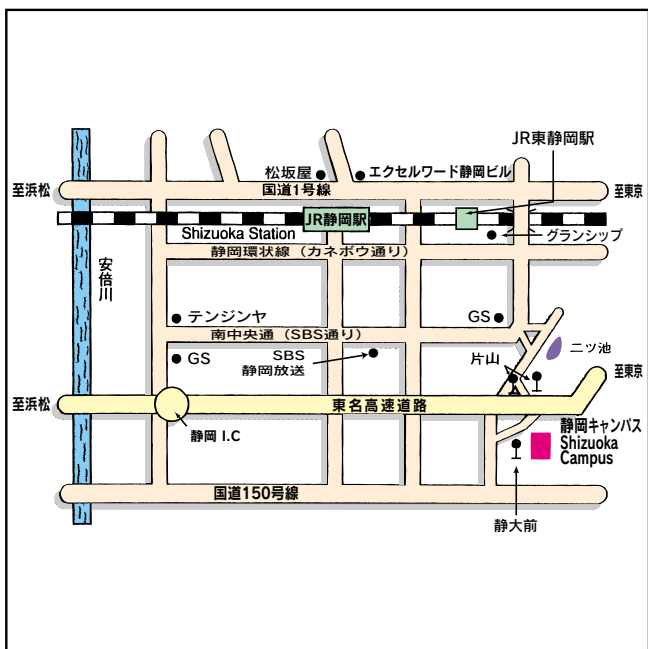 JR東静岡駅
松坂屋
エクセルワード静岡ビル
至浜松
国道1号線
至東京
JR静岡駅
Shizuoka Station
グランシップ
静岡環状線(カネボウ通り)
安倍川
テンジンヤ
GS
南中央通(SBS通り)
GS
SBS
静岡放送
片山
二ツ池
至東京
至浜松
東名高速道路
静岡 I.C
静岡キャンパス
Shizuoka
Campus
国道150号線
静大前